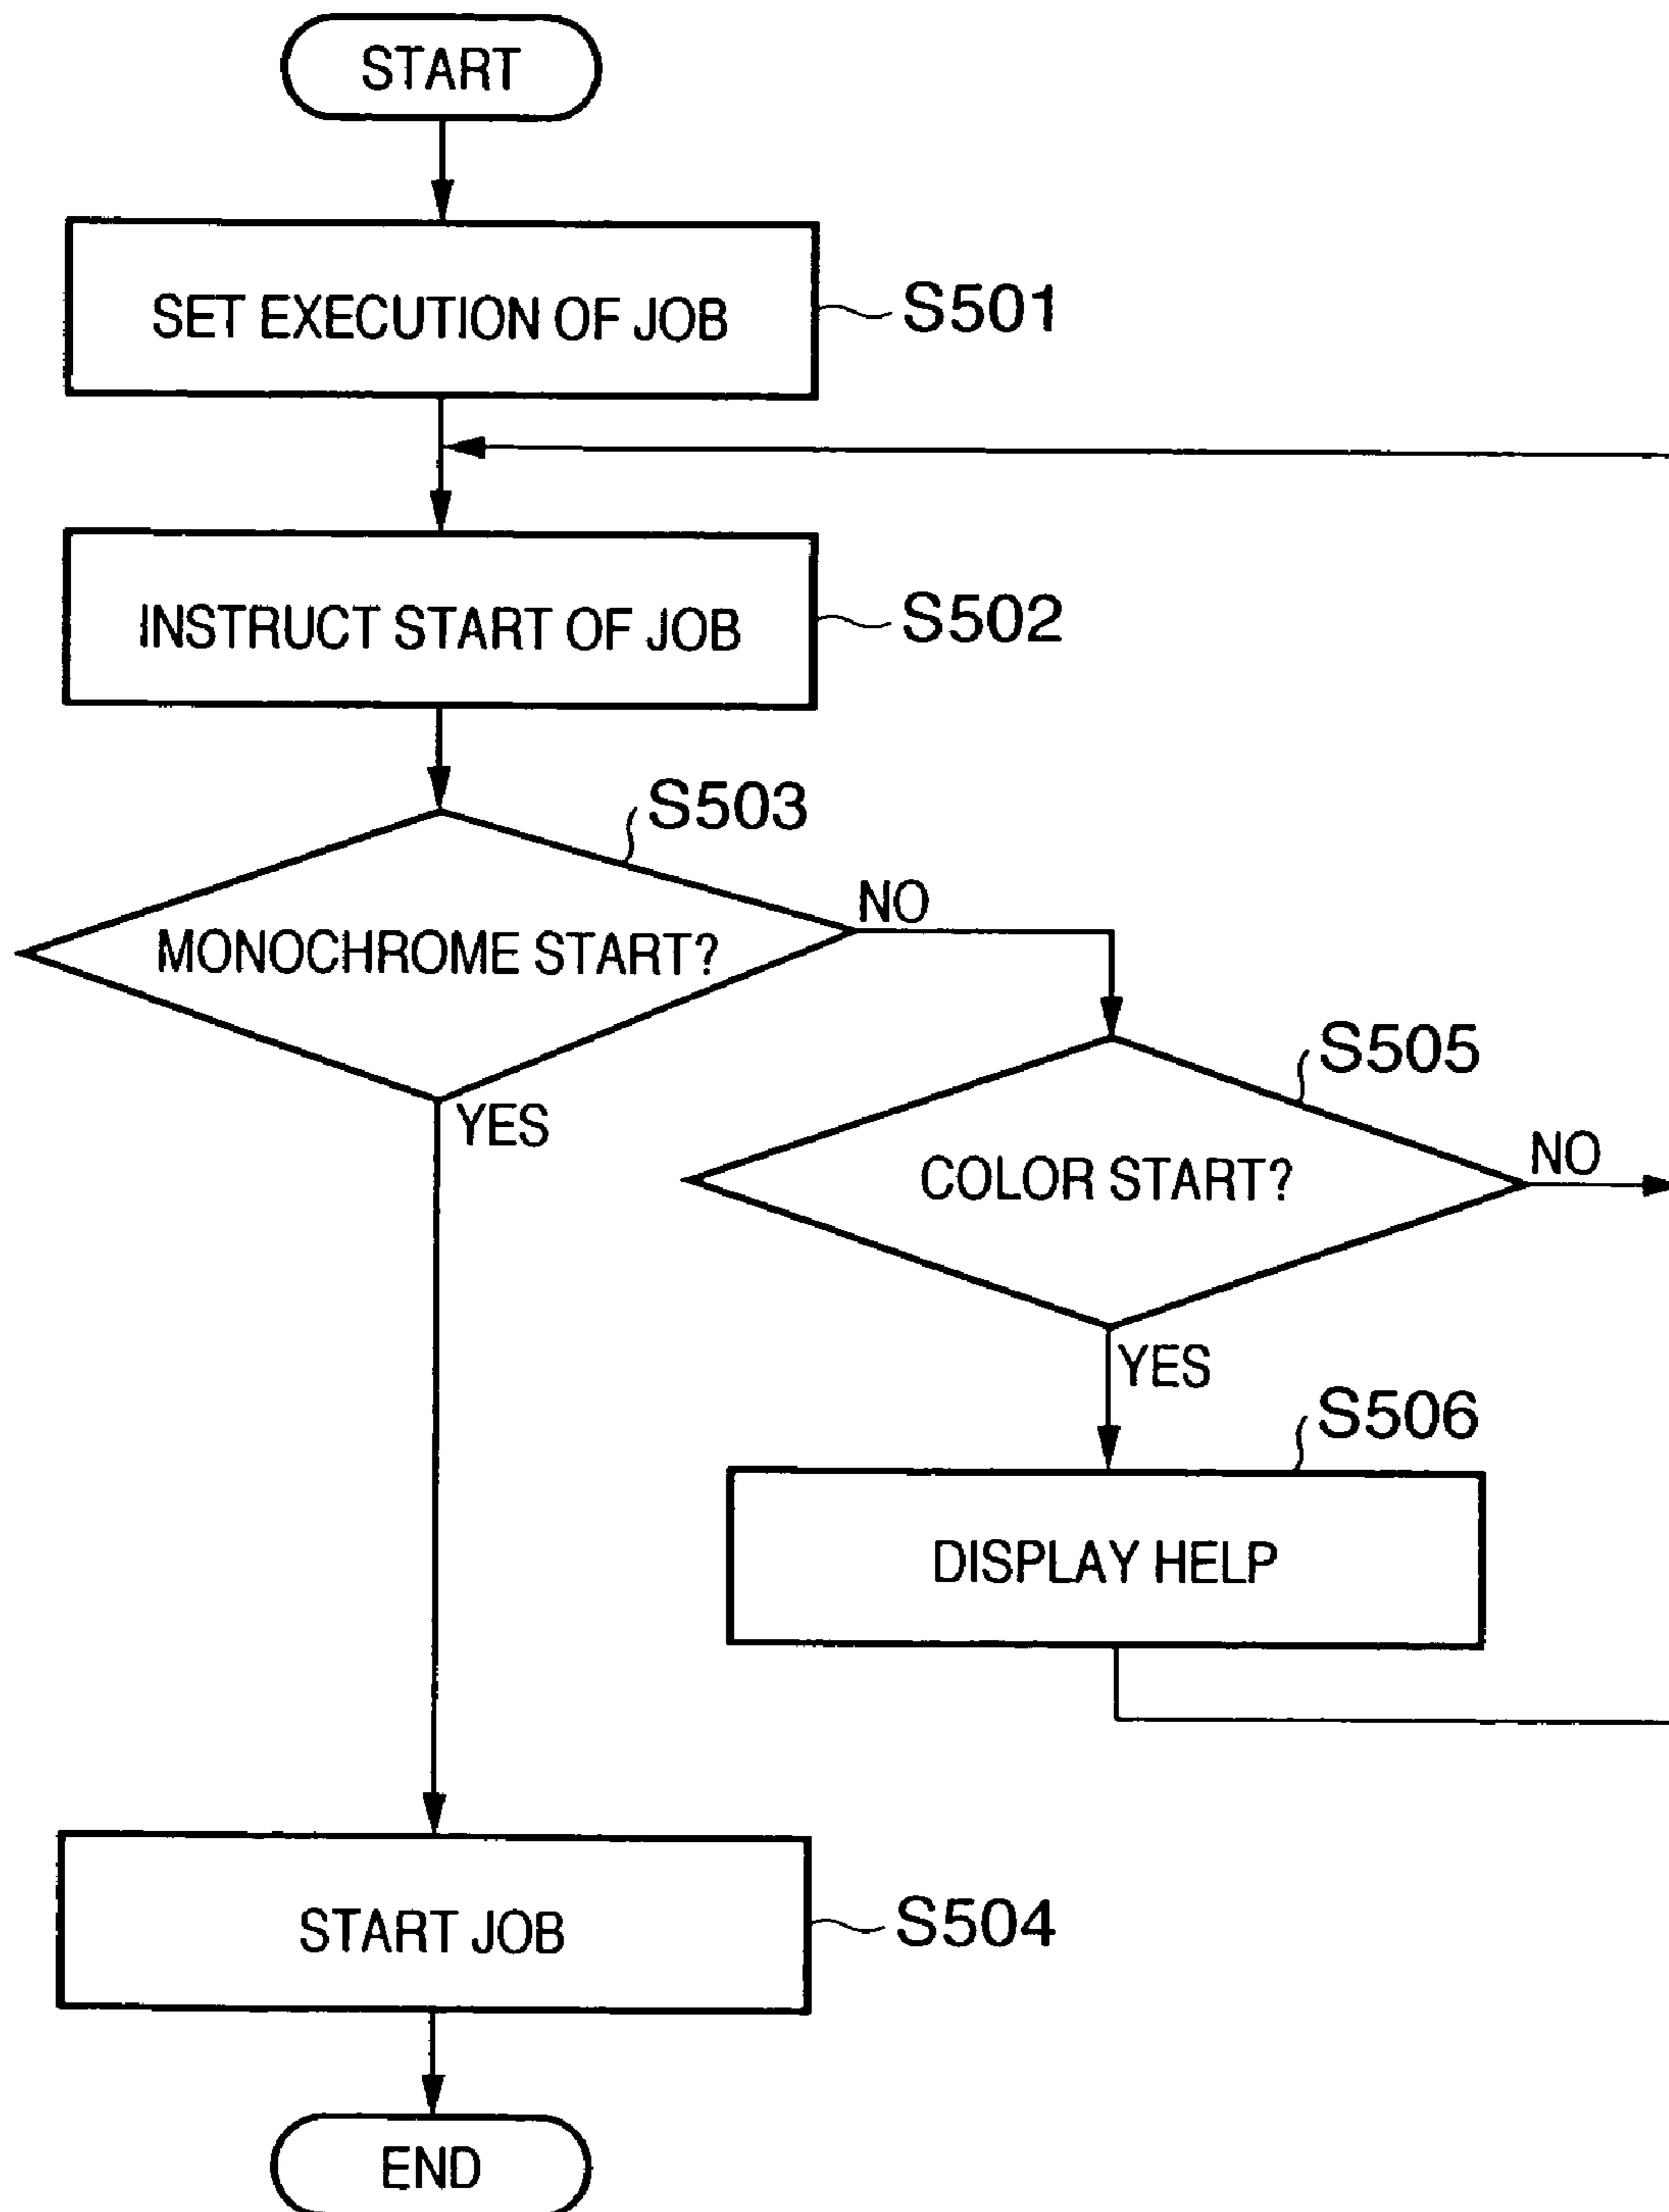 START
SET EXECUTION OF JOB
S501
INSTRUCT START OF JOB
S502
S503
MONOCHROME START?
NO
YES
S505
COLOR START?
NO
YES
S506
DISPLAY HELP
START JOB
S504
END